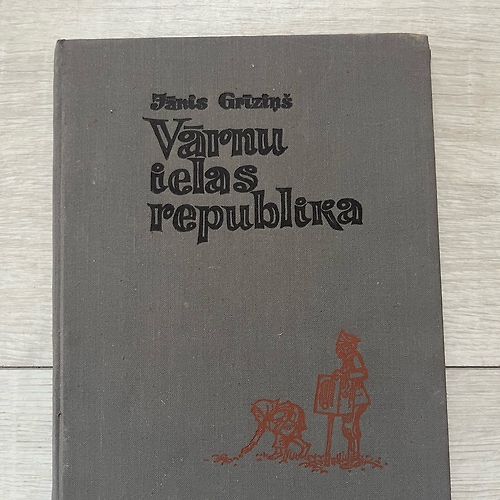 Jānis Grīziņš
Vārnu
ielas
republika